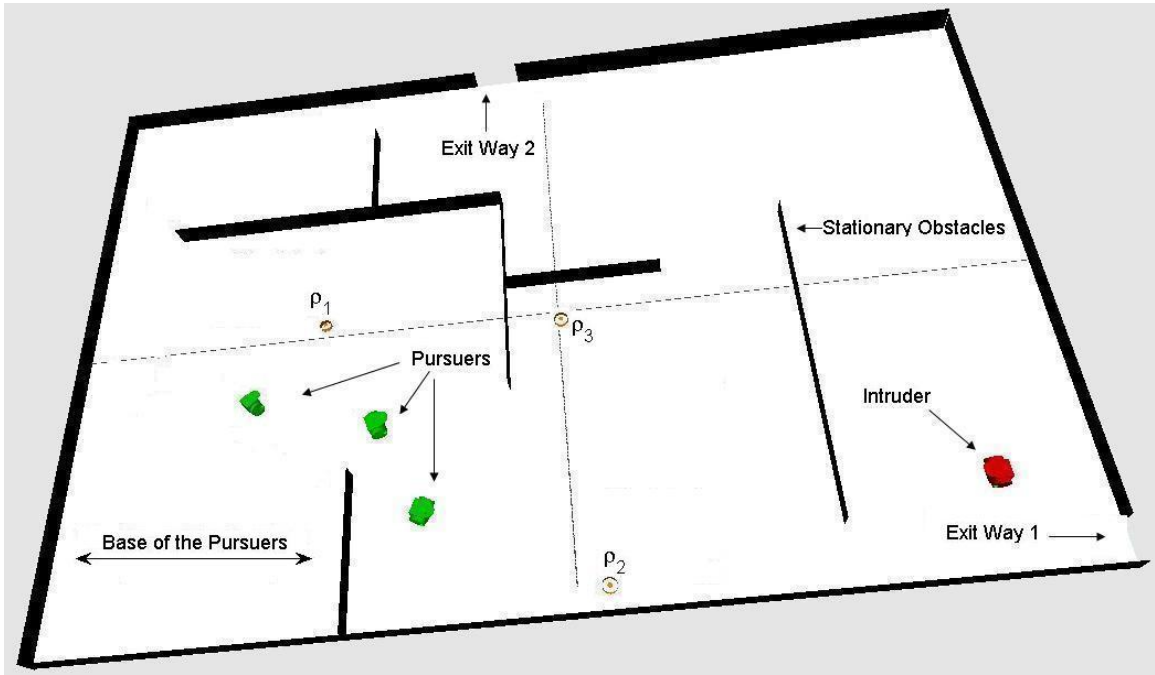 Exit Way 2
Stationary Obstacles
ρ1
ρ3
Pursuers
Intruder
Exit Way 1
Base of the Pursuers
ρ2